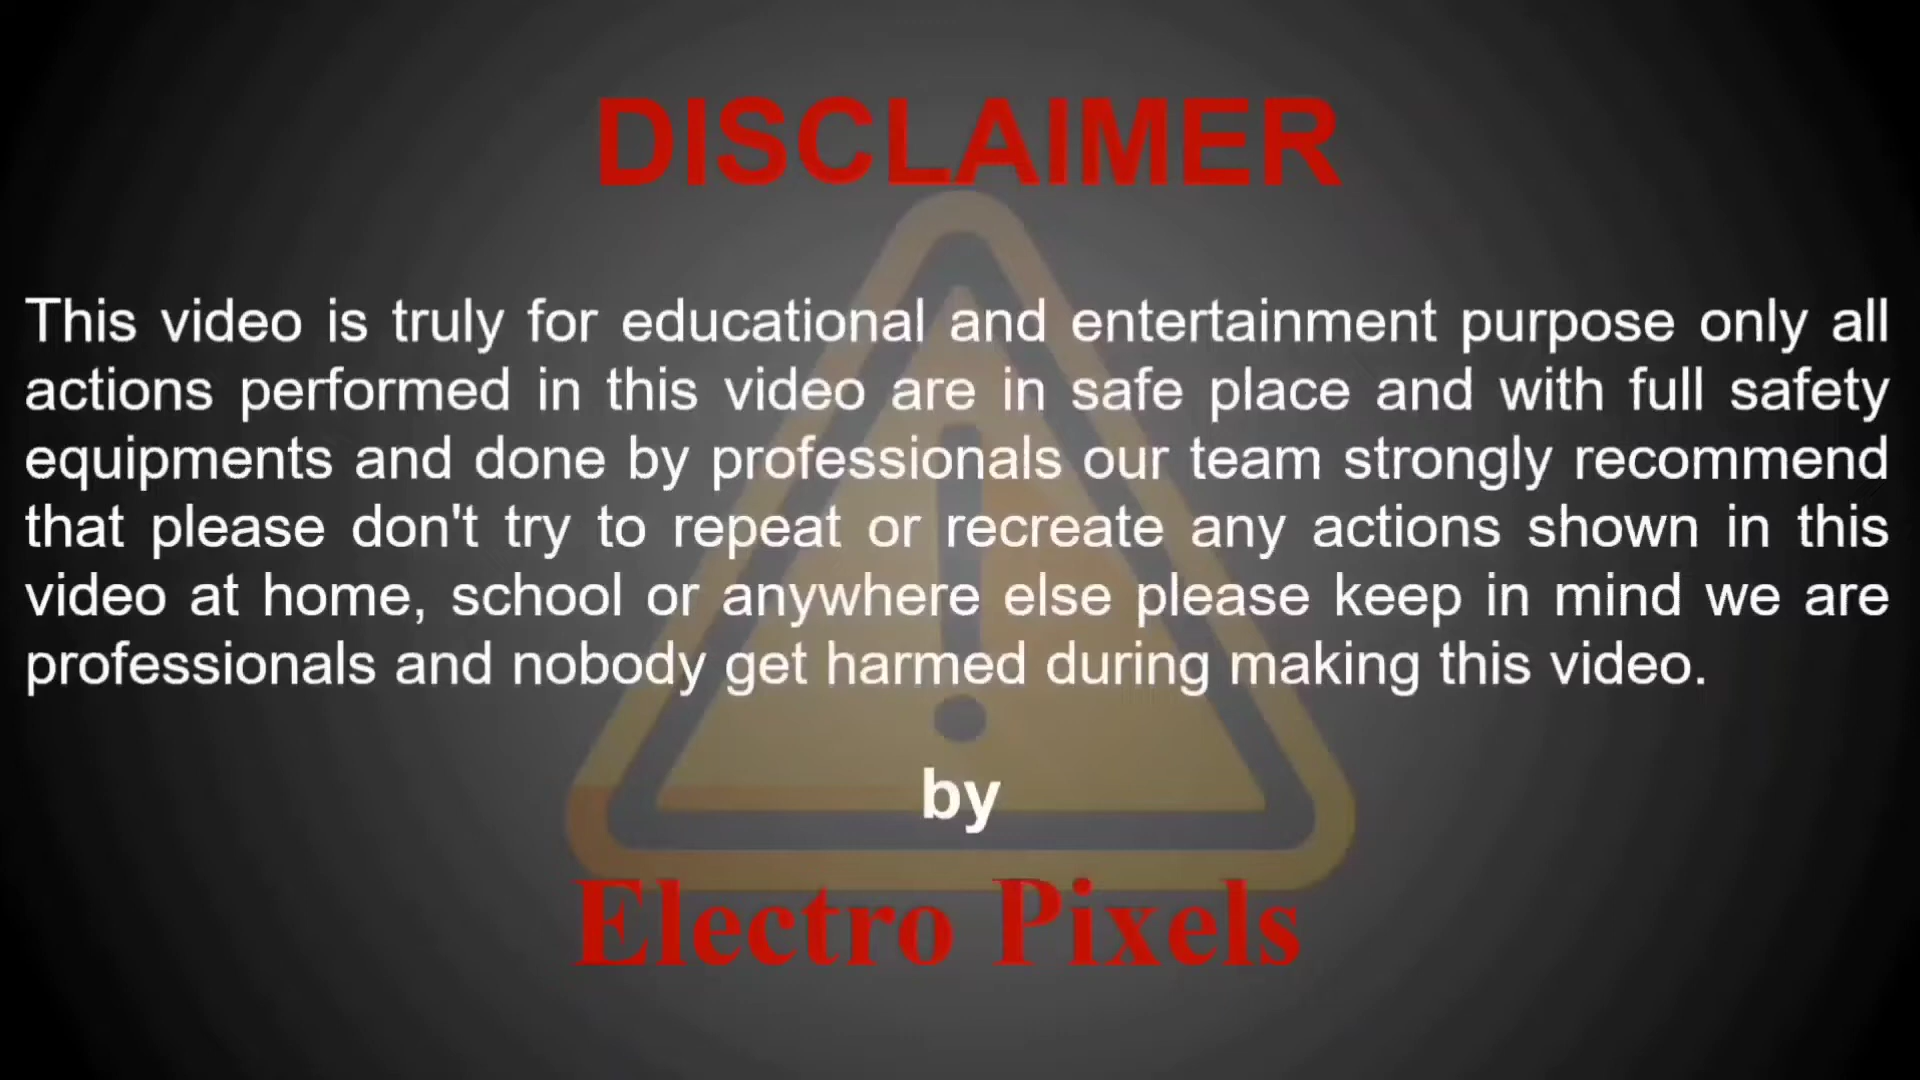 DISCLAIMER
This video is truly for educational and entertainment purpose only all
actions performed in this video are in safe place and with full safety
equipments and done by professionals our team strongly recommend
that please don't try to repeat or recreate any actions shown in this
video at home, school or anywhere else please keep in mind we are
professionals and nobody get harmed during making this video.
by
Electro Pixels